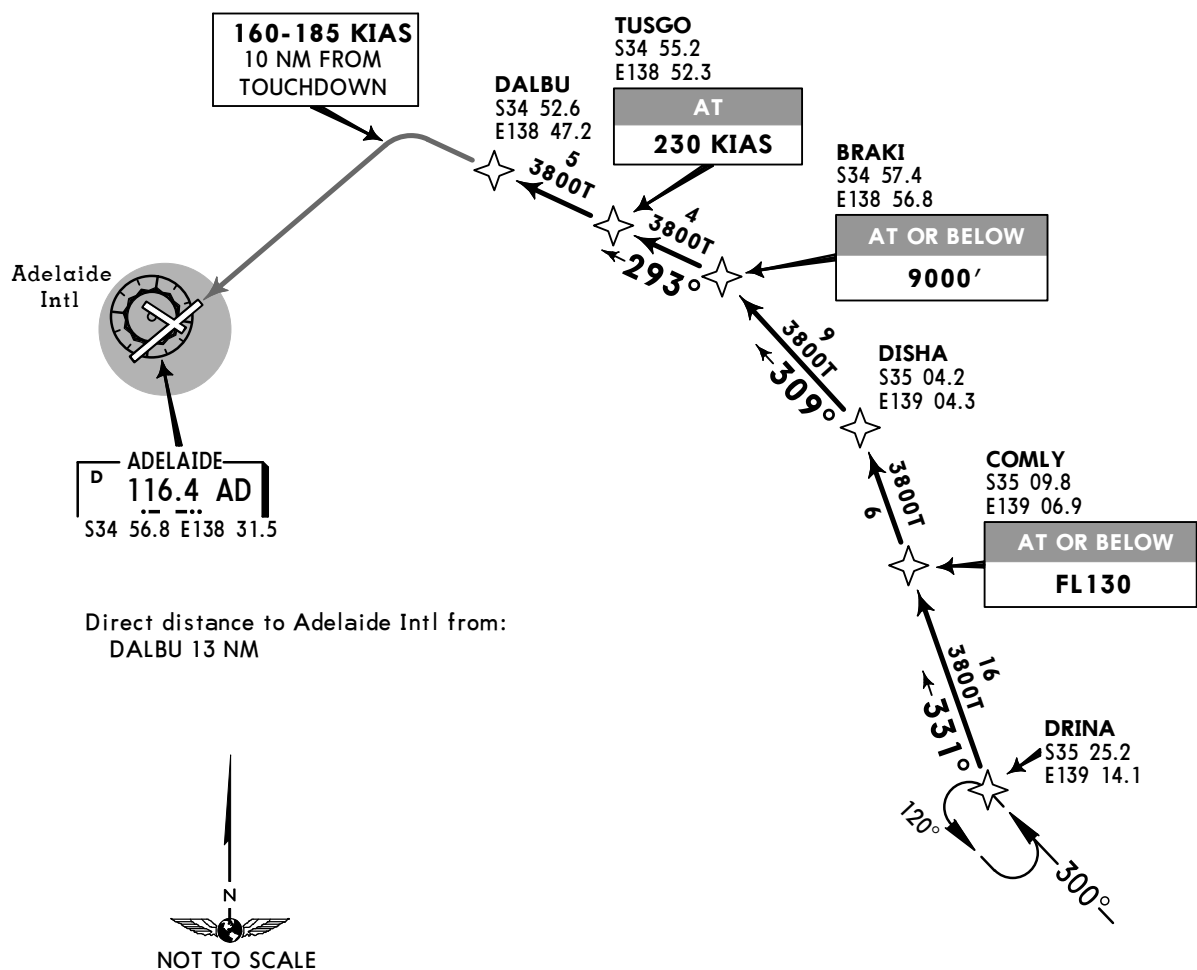 160-185 KIAS
10 NM FROM
TOUCHDOWN
TUSGO
S34 55.2
E138 52.3
AT
230 KIAS
DALBU
S34 52.6
E138 47.2
BRAKI
S34 57.4
E138 56.8
AT OR BELOW
9000′
5
3800T
4
3800T
293°
Adelaide
Intl
9
3800T
309°
DISHA
S35 04.2
E139 04.3
ADELAIDE
D 116.4 AD
S34 56.8 E138 31.5
3800T
6
COMLY
S35 09.8
E139 06.9
AT OR BELOW
FL130
Direct distance to Adelaide Intl from:
DALBU 13 NM
16
3800T
331°
DRINA
S35 25.2
E139 14.1
120°
300°
N
NOT TO SCALE